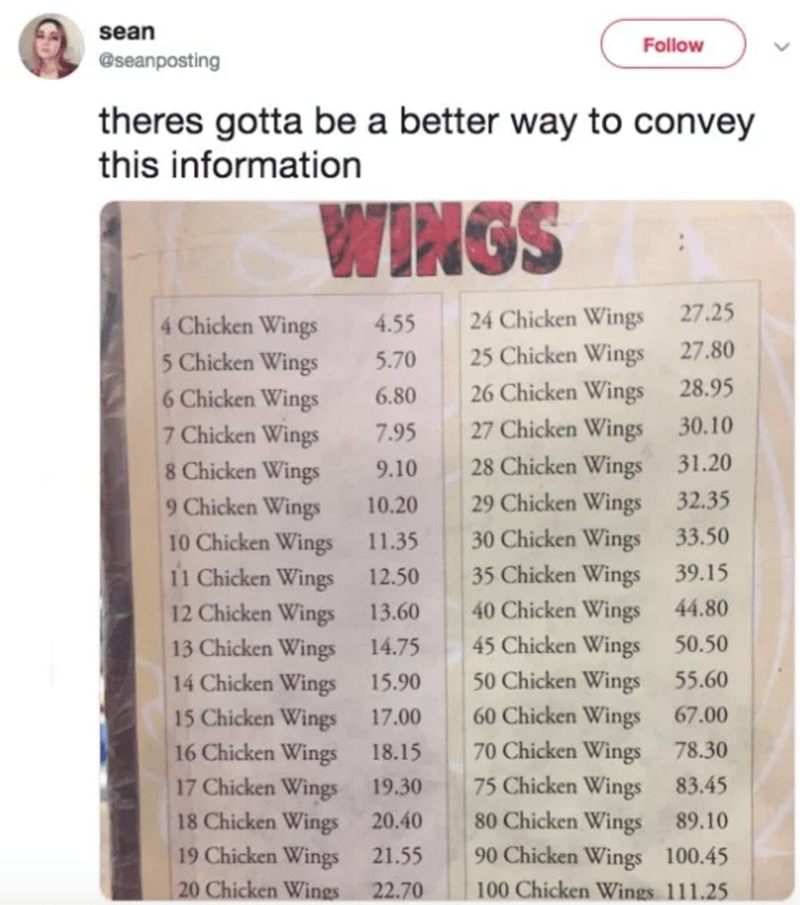 sean
@seanposting
Follow
theres gotta be a better way to convey
this information
WINGS
4 Chicken Wings 4.55
5 Chicken Wings 5.70
6 Chicken Wings 6.80
7 Chicken Wings 7.95
8 Chicken Wings 9.10
9 Chicken Wings 10.20
10 Chicken Wings 11.35
11 Chicken Wings 12.50
12 Chicken Wings 13.60
13 Chicken Wings 14.75
14 Chicken Wings 15.90
15 Chicken Wings 17.00
16 Chicken Wings 18.15
17 Chicken Wings 19.30
18 Chicken Wings 20.40
19 Chicken Wings 21.55
20 Chicken Wings 22.70
24 Chicken Wings 27.25
25 Chicken Wings 27.80
26 Chicken Wings 28.95
27 Chicken Wings 30.10
28 Chicken Wings 31.20
29 Chicken Wings 32.35
30 Chicken Wings 33.50
35 Chicken Wings 39.15
40 Chicken Wings 44.80
45 Chicken Wings 50.50
50 Chicken Wings 55.60
60 Chicken Wings 67.00
70 Chicken Wings 78.30
75 Chicken Wings 83.45
80 Chicken Wings 89.10
90 Chicken Wings 100.45
100 Chicken Wings 111.25